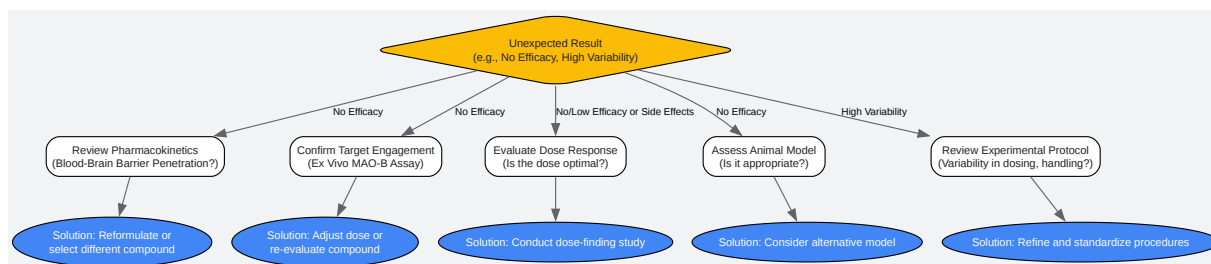 Unexpected Result
(e.g., No Efficacy, High Variability)
No Efficacy
No Efficacy
No/Low Efficacy or Side Effects
No Efficacy
High Variability
Review Pharmacokinetics
(Blood-Brain Barrier Penetration?)
Confirm Target Engagement
(Ex Vivo MAO-B Assay)
Evaluate Dose Response
(Is the dose optimal?)
Assess Animal Model
(Is it appropriate?)
Review Experimental Protocol
(Variability in dosing, handling?)
Solution: Reformulate or
select different compound
Solution: Adjust dose or
re-evaluate compound
Solution: Conduct dose-finding study
Solution: Consider alternative model
Solution: Refine and standardize procedures